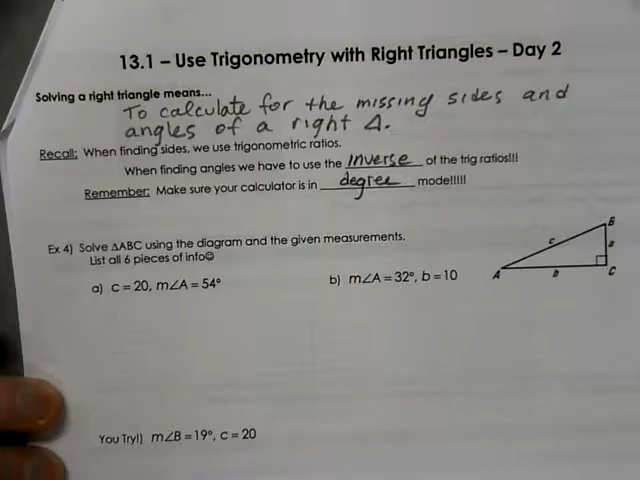 13.1 – Use Trigonometry with Right Triangles – Day 2
Solving a right triangle means...
To calculate for the missing sides and
angles of a right Δ.
Recall: When finding sides, we use trigonometric ratios.
When finding angles we have to use the inverse of the trig ratios!!!
Remember: Make sure your calculator is in degree mode!!!!!
Ex 4) Solve ΔABC using the diagram and the given measurements.
List all 6 pieces of info☺
a) c = 20, m∠A = 54°
b) m∠A = 32°, b = 10
B
c
a
A
b
C
You Try!) m∠B = 19°, c = 20